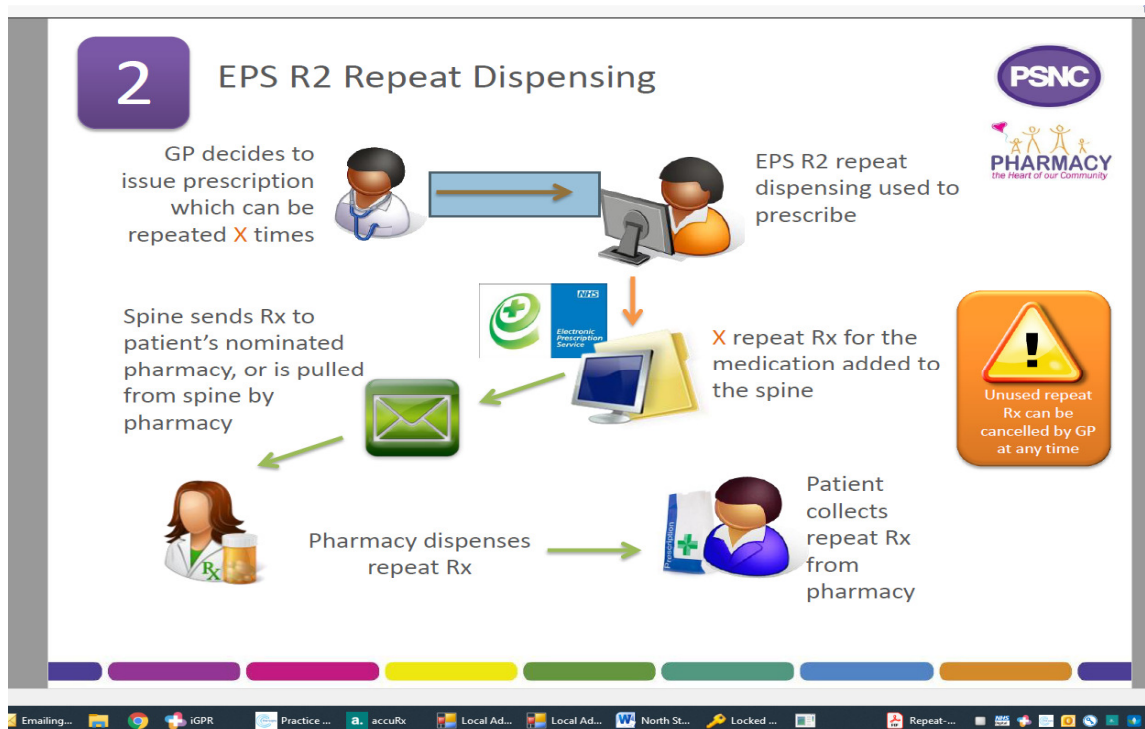 2
EPS R2 Repeat Dispensing
PSNC
PHARMACY
the Heart of our Community
GP decides to
issue prescription
which can be
repeated X times
EPS R2 repeat
dispensing used to
prescribe
NHS
Electronic
Prescription
Service
X repeat Rx for the
medication added to
the spine
Spine sends Rx to
patient's nominated
pharmacy, or is pulled
from spine by
pharmacy
!
Unused repeat
Rx can be
cancelled by GP
at any time
Rx
Pharmacy dispenses
repeat Rx
Prescription
Patient
collects
repeat Rx
from
pharmacy
Emailing... iGPR Practice ... a. accuRx Local Ad... Local Ad... W North St... Locked ... Repeat-...